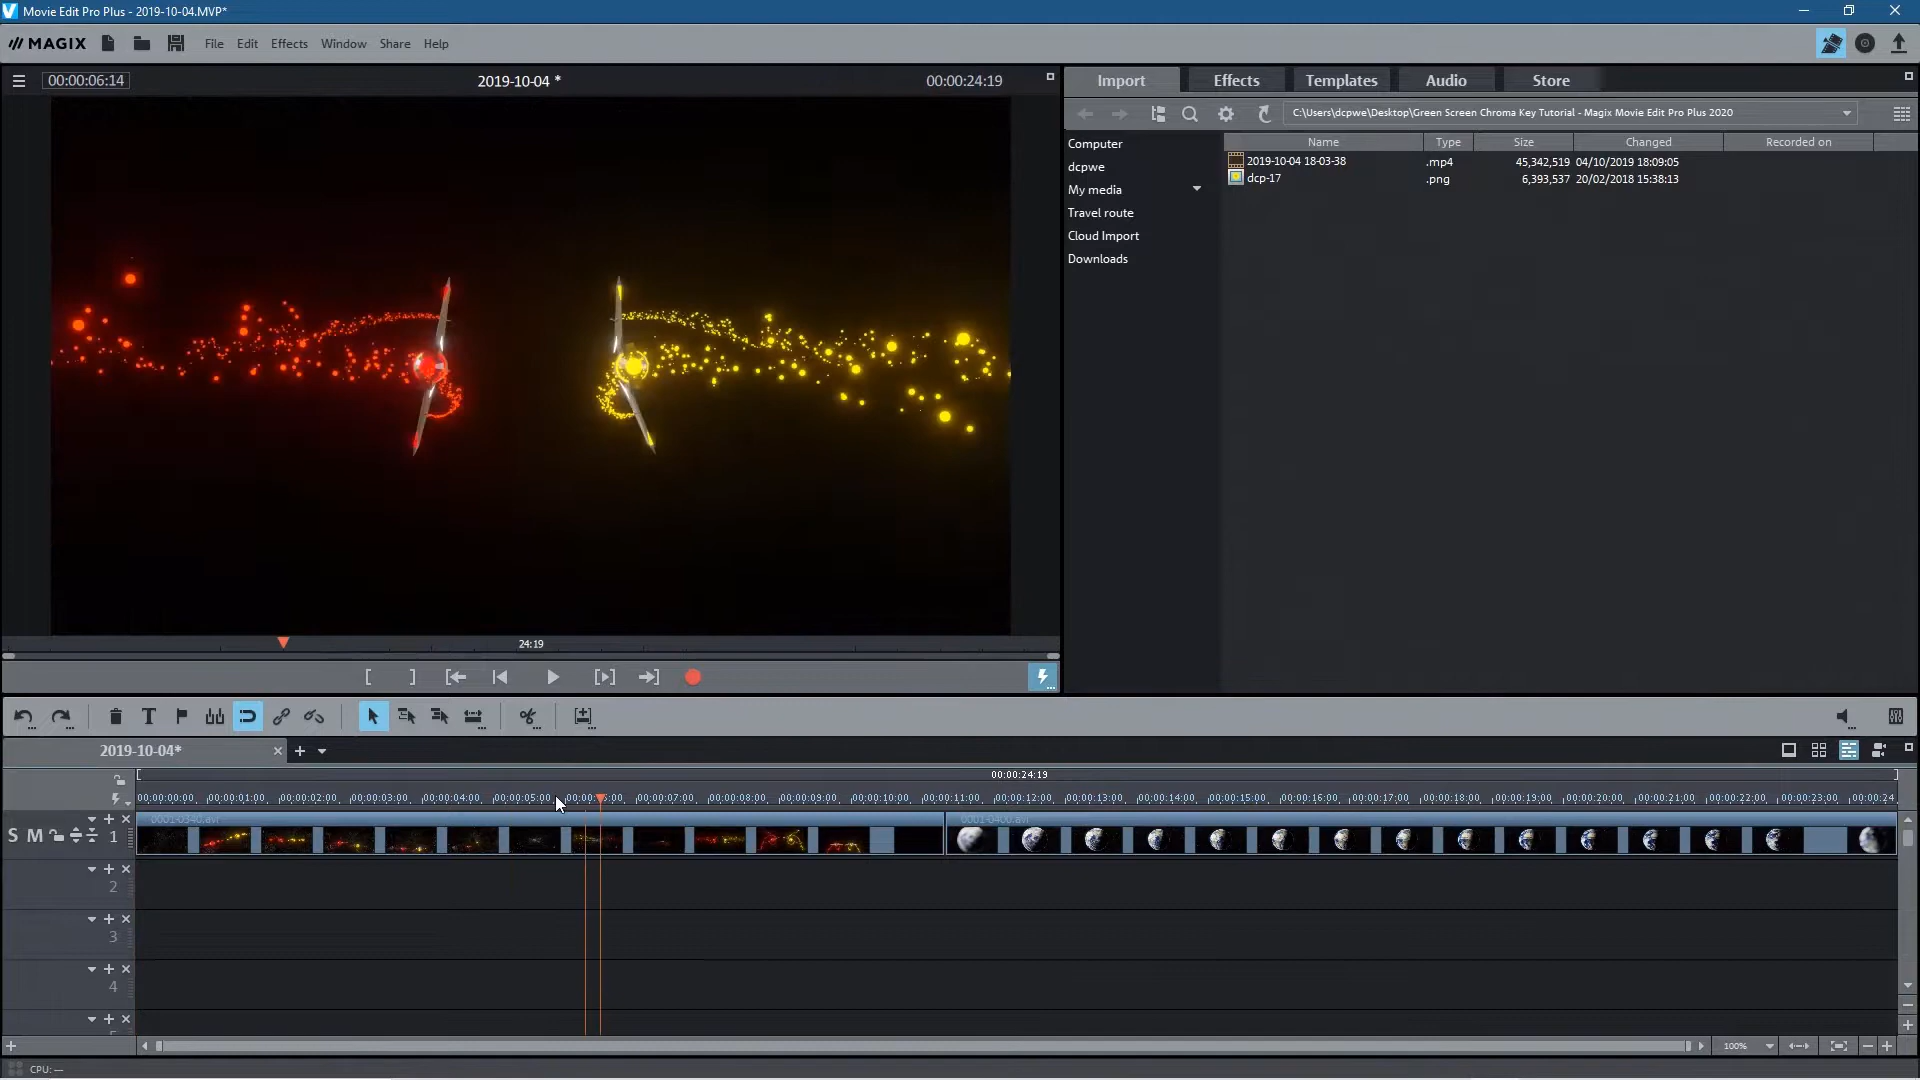 Movie Edit Pro Plus - 2019-10-04.MVP*
MAGIX File Edit Effects Window Share Help
00:00:06:14 2019-10-04 * 00:00:24:19
Import Effects Templates Audio Store
C:\Users\dcpwe\Desktop\Green Screen Chroma Key Tutorial - Magix Movie Edit Pro Plus 2020
Computer
dcpwe
My media
Travel route
Cloud Import
Downloads
Name Type Size Changed Recorded on
2019-10-04 18-03-38 .mp4 45,342,519 04/10/2019 18:09:05
dcp-17 .png 6,393,537 20/02/2018 15:38:13
24:19
2019-10-04*
00:00:24:19
00:00:00:00 00:00:01:00 00:00:02:00 00:00:03:00 00:00:04:00 00:00:05:00 00:00:07:00 00:00:08:00 00:00:09:00 00:00:10:00 00:00:11:00 00:00:12:00 00:00:13:00 00:00:14:00 00:00:15:00 00:00:16:00 00:00:17:00 00:00:18:00 00:00:19:00 00:00:20:00 00:00:21:00 00:00:22:00 00:00:23:00 00:00:24
0001-0340.avi 0001-0400.avi
S M 1
2
3
4
100%
CPU: —